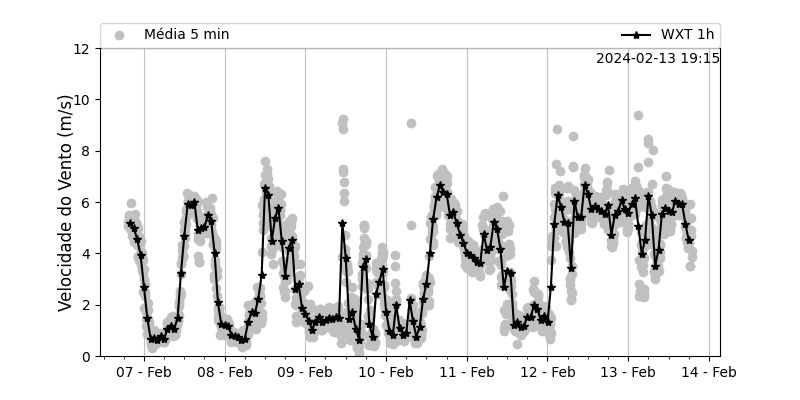 Média 5 min
WXT 1h
2024-02-13 19:15
Velocidade do Vento (m/s)
12
10
8
6
4
2
0
07 - Feb
08 - Feb
09 - Feb
10 - Feb
11 - Feb
12 - Feb
13 - Feb
14 - Feb